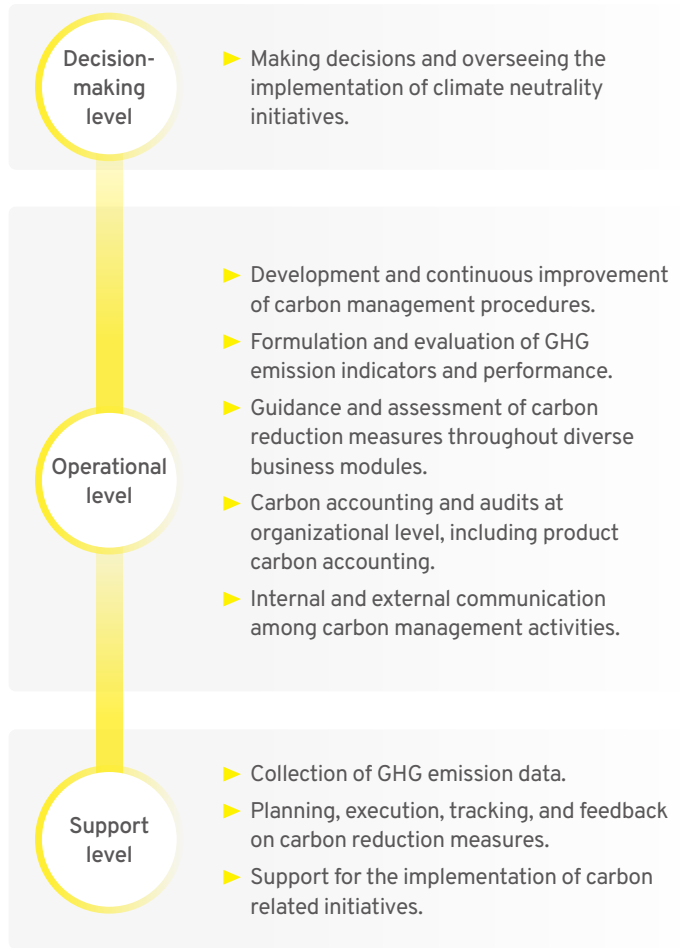 Decision-
making
level
Making decisions and overseeing the
implementation of climate neutrality
initiatives.
Operational
level
Development and continuous improvement
of carbon management procedures.
Formulation and evaluation of GHG
emission indicators and performance.
Guidance and assessment of carbon
reduction measures throughout diverse
business modules.
Carbon accounting and audits at
organizational level, including product
carbon accounting.
Internal and external communication
among carbon management activities.
Support
level
Collection of GHG emission data.
Planning, execution, tracking, and feedback
on carbon reduction measures.
Support for the implementation of carbon
related initiatives.